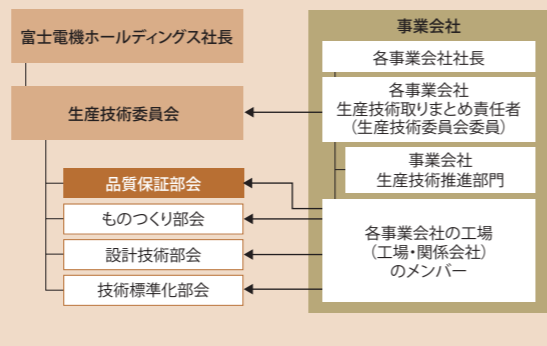 富士電機ホールディングス社長
生産技術委員会
品質保証部会
ものつくり部会
設計技術部会
技術標準化部会
事業会社
各事業会社社長
各事業会社
生産技術取りまとめ責任者
（生産技術委員会委員）
事業会社
生産技術推進部門
各事業会社の工場
（工場・関係会社）
のメンバー